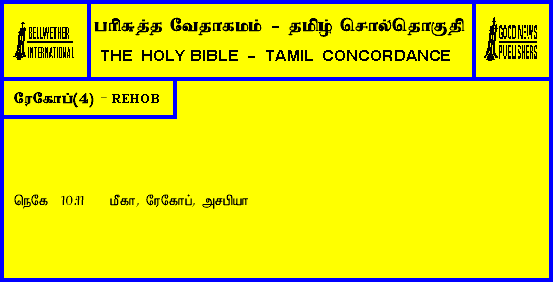 BELLWETHER
INTERNATIONAL
பரிசுத்த வேதாகமம் - தமிழ் சொல்தொகுதி
THE HOLY BIBLE - TAMIL CONCORDANCE
GOOD NEWS
PUBLISHERS
ரேகோப்(4) - REHOB
நெகே 10:11 மீகா, ரேகோப், அசபியா